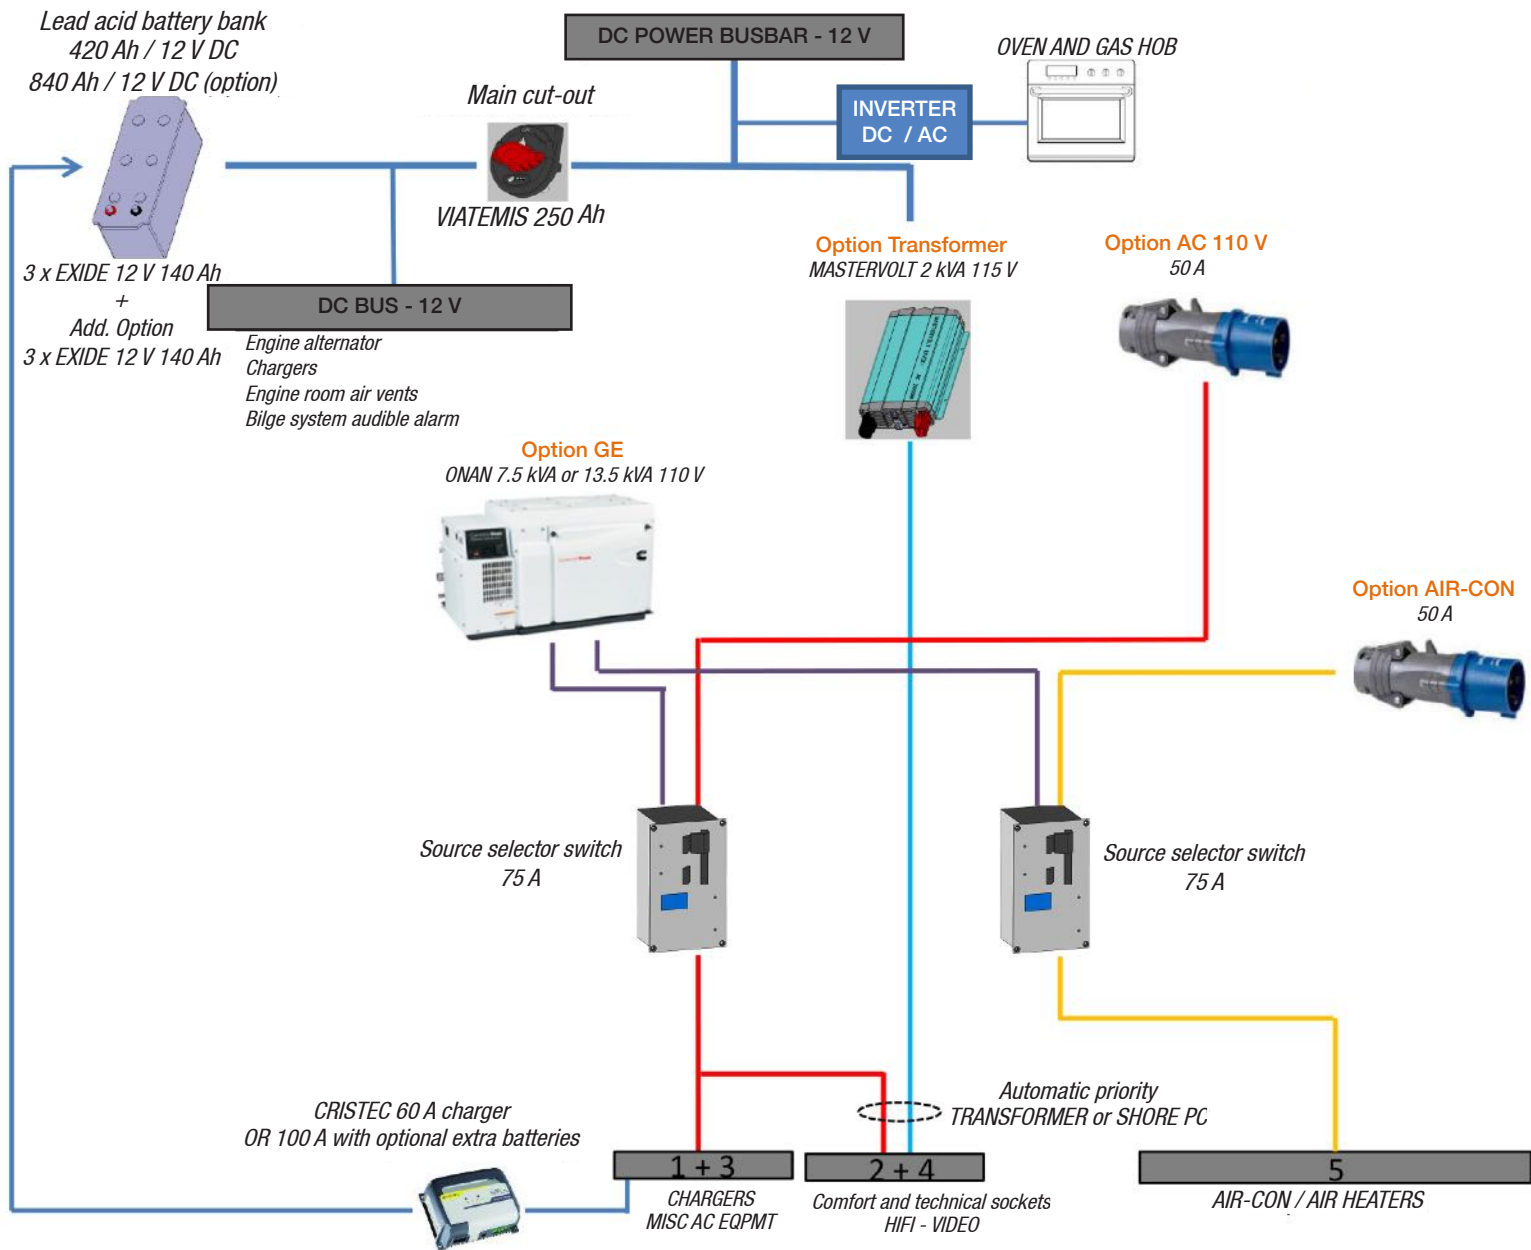 Lead acid battery bank
420 Ah / 12 V DC
840 Ah / 12 V DC (option)
3 x EXIDE 12 V 140 Ah
+
Add. Option
3 x EXIDE 12 V 140 Ah
Main cut-out
VIATEMIS 250 Ah
DC POWER BUSBAR - 12 V
INVERTER
DC / AC
OVEN AND GAS HOB
DC BUS - 12 V
Engine alternator
Chargers
Engine room air vents
Bilge system audible alarm
Option Transformer
MASTERVOLT 2 kVA 115 V
Option AC 110 V
50 A
Option GE
ONAN 7.5 kVA or 13.5 kVA 110 V
Option AIR-CON
50 A
Source selector switch
75 A
Source selector switch
75 A
Automatic priority
TRANSFORMER or SHORE PC
CRISTEC 60 A charger
OR 100 A with optional extra batteries
1 + 3
CHARGERS
MISC AC EQPMT
2 + 4
Comfort and technical sockets
HIFI - VIDEO
5
AIR-CON / AIR HEATERS